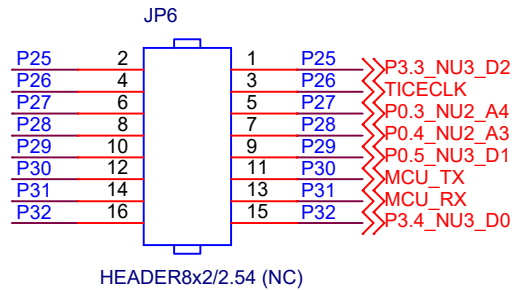 JP6
P25 2 1 P25 P3.3_NU3_D2
P26 4 3 P26 TICECLK
P27 6 5 P27 P0.3_NU2_A4
P28 8 7 P28 P0.4_NU2_A3
P29 10 9 P29 P0.5_NU3_D1
P30 12 11 P30 MCU_TX
P31 14 13 P31 MCU_RX
P32 16 15 P32 P3.4_NU3_D0
HEADER8x2/2.54 (NC)